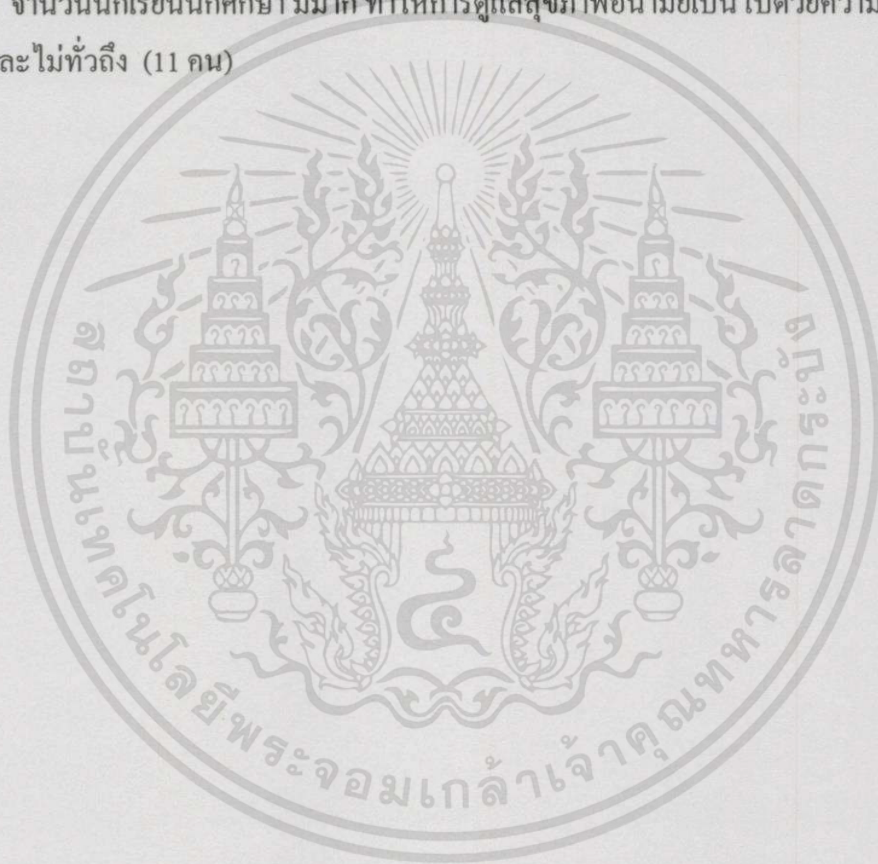 จำนวนนักเรียนนักศึกษา มีมาก ทำให้การดูแลสุขภาพอนามัยเป็นไปด้วยความ
ละไม่ทั่วถึง (11 คน)
สถาบันเทคโนโลยีพระจอมเกล้าเจ้าคุณทหารลาดกระบัง
๔